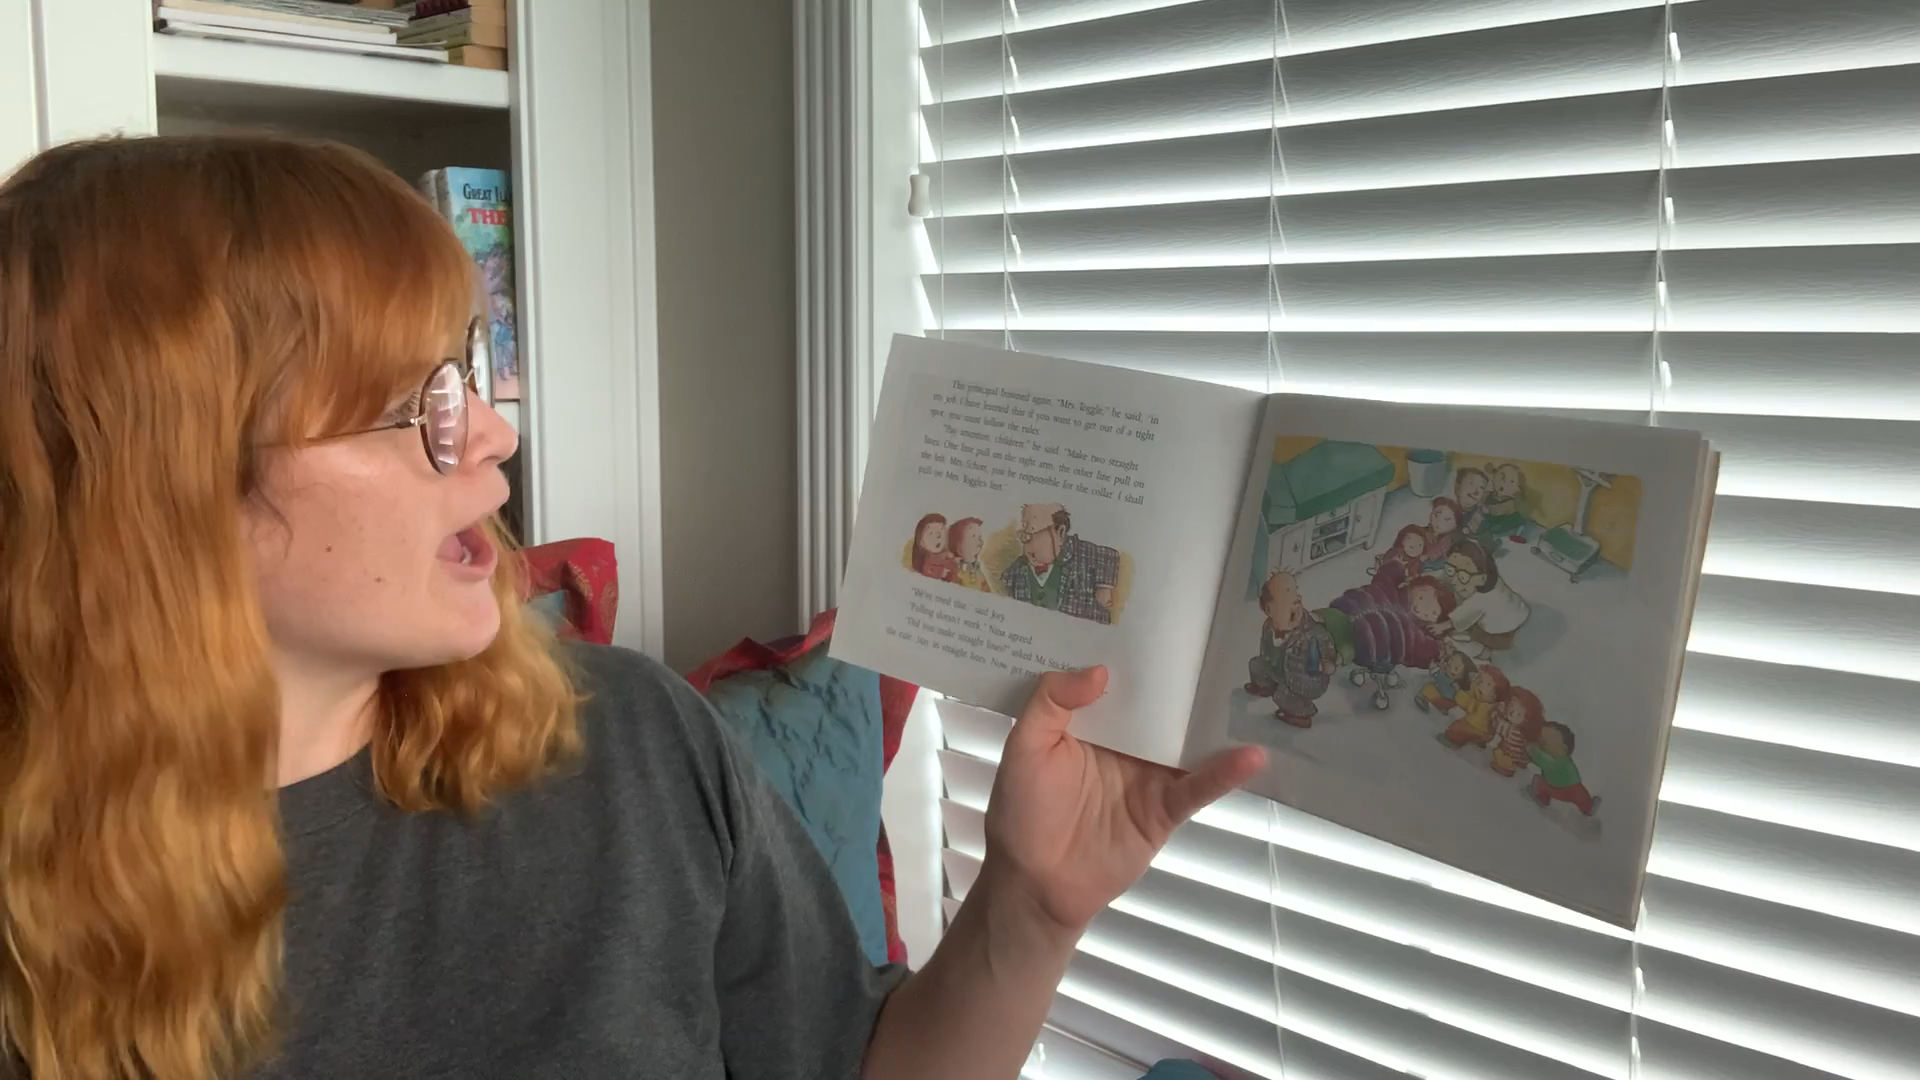 GREAT ILL
THE
The principal frowned again. "Mrs. Toggle," he said, "in
my job I have learned that if you want to get out of a tight
spot, you must follow the rules.
"Pay attention, children," he said. "Make two straight
lines. One line pull on the right arm, the other line pull on
the left. Mrs. Schott, you be responsible for the collar. I shall
pull on Mrs. Toggle's feet."
"We've tried that," said Joey.
"Pulling doesn't work," Nina agreed.
"Did you make straight lines?" asked Mr. Stickler
the rule: Stay in straight lines. Now get